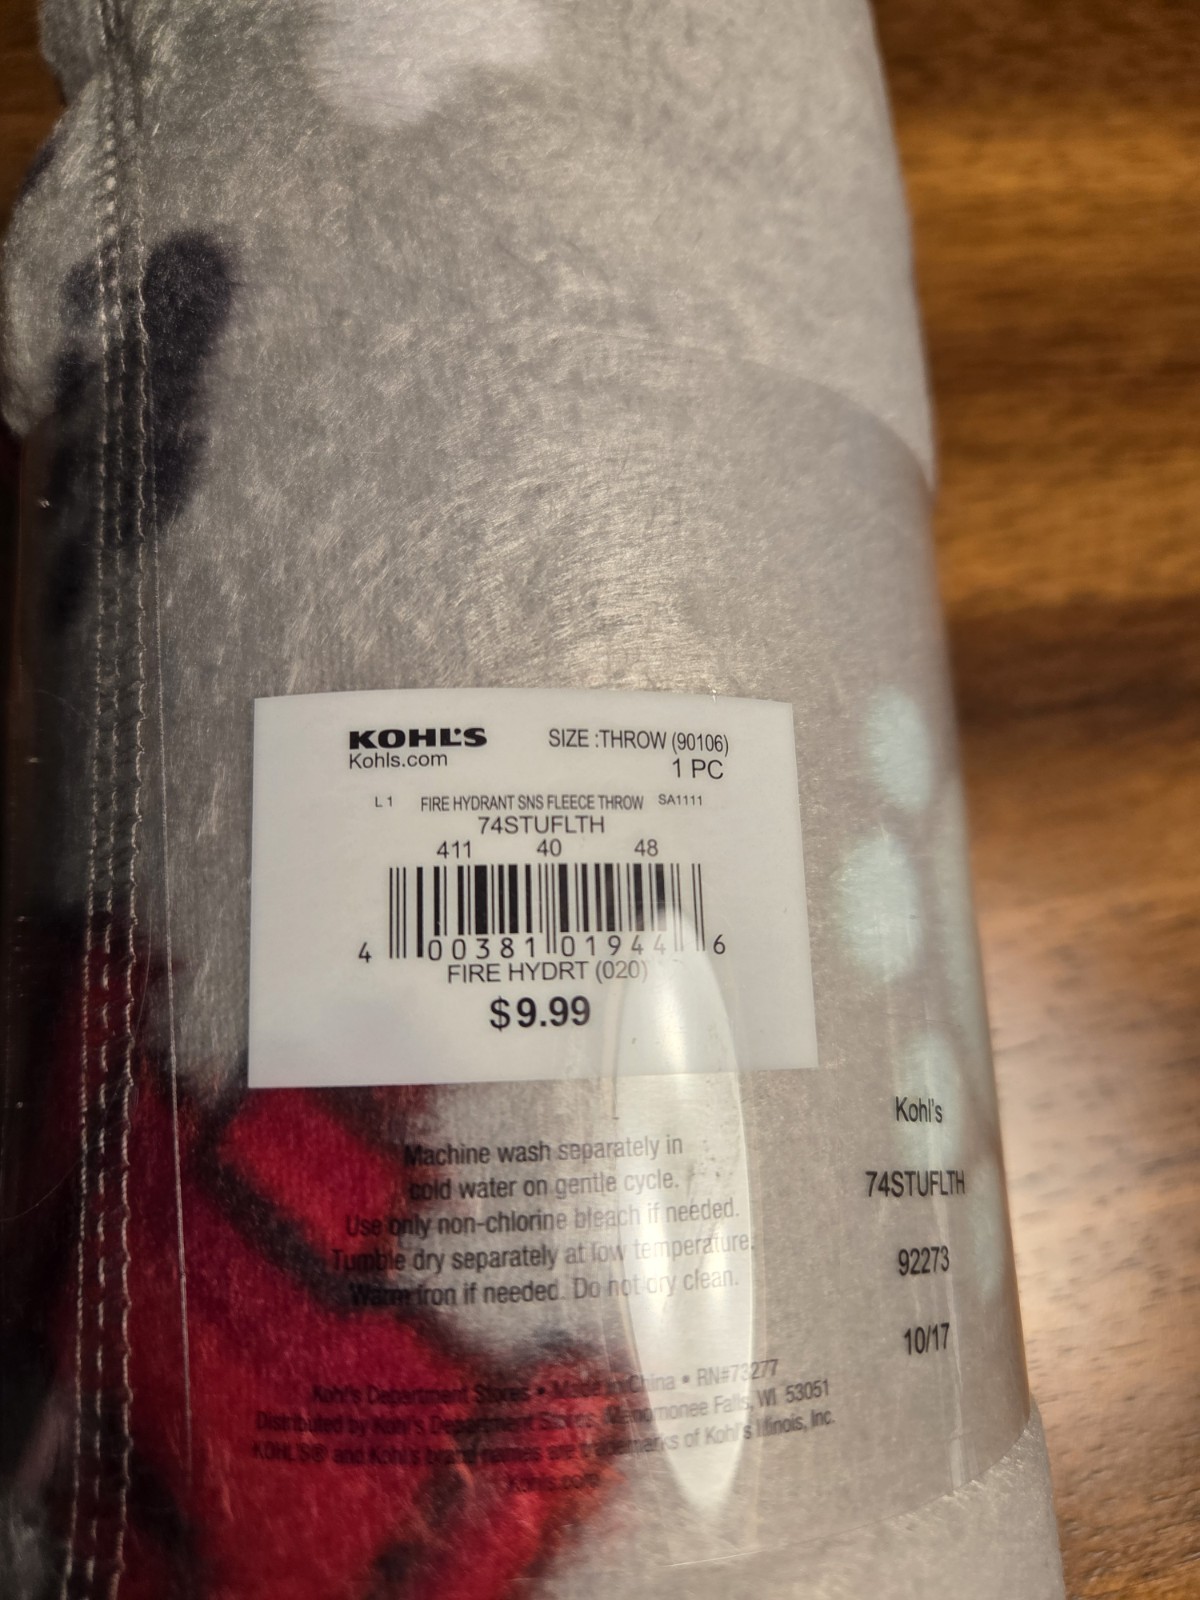 KOHL'S
Kohls.com
SIZE :THROW (90106)
1 PC
L 1 FIRE HYDRANT SNS FLEECE THROW SA1111
74STUFLTH
411 40 48
4 00381 01944 6
FIRE HYDRT (020)
$9.99
Machine wash separately in
cold water on gentle cycle.
Use only non-chlorine bleach if needed.
Tumble dry separately at low temperature.
Warm iron if needed. Do not dry clean.
Kohl's Department Stores • Made in China • RN#73277
Distributed by Kohl's Department Stores, Menomonee Falls, WI 53051
KOHL'S® and Kohl's brand names are trademarks of Kohl's Illinois, Inc.
Kohls.com
Kohl's
74STUFLTH
92273
10/17